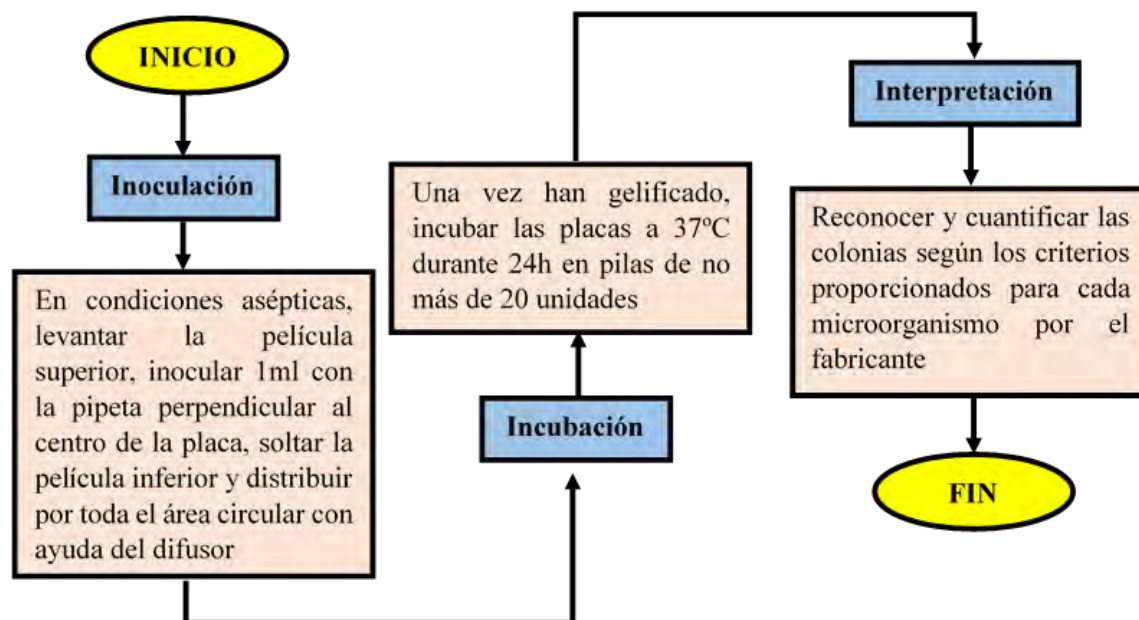 INICIO
Inoculación
En condiciones asépticas,
levantar la película
superior, inocular 1ml con
la pipeta perpendicular al
centro de la placa, soltar la
película inferior y distribuir
por toda el área circular con
ayuda del difusor
Incubación
Una vez han gelificado,
incubar las placas a 37ºC
durante 24h en pilas de no
más de 20 unidades
Interpretación
Reconocer y cuantificar las
colonias según los criterios
proporcionados para cada
microorganismo por el
fabricante
FIN